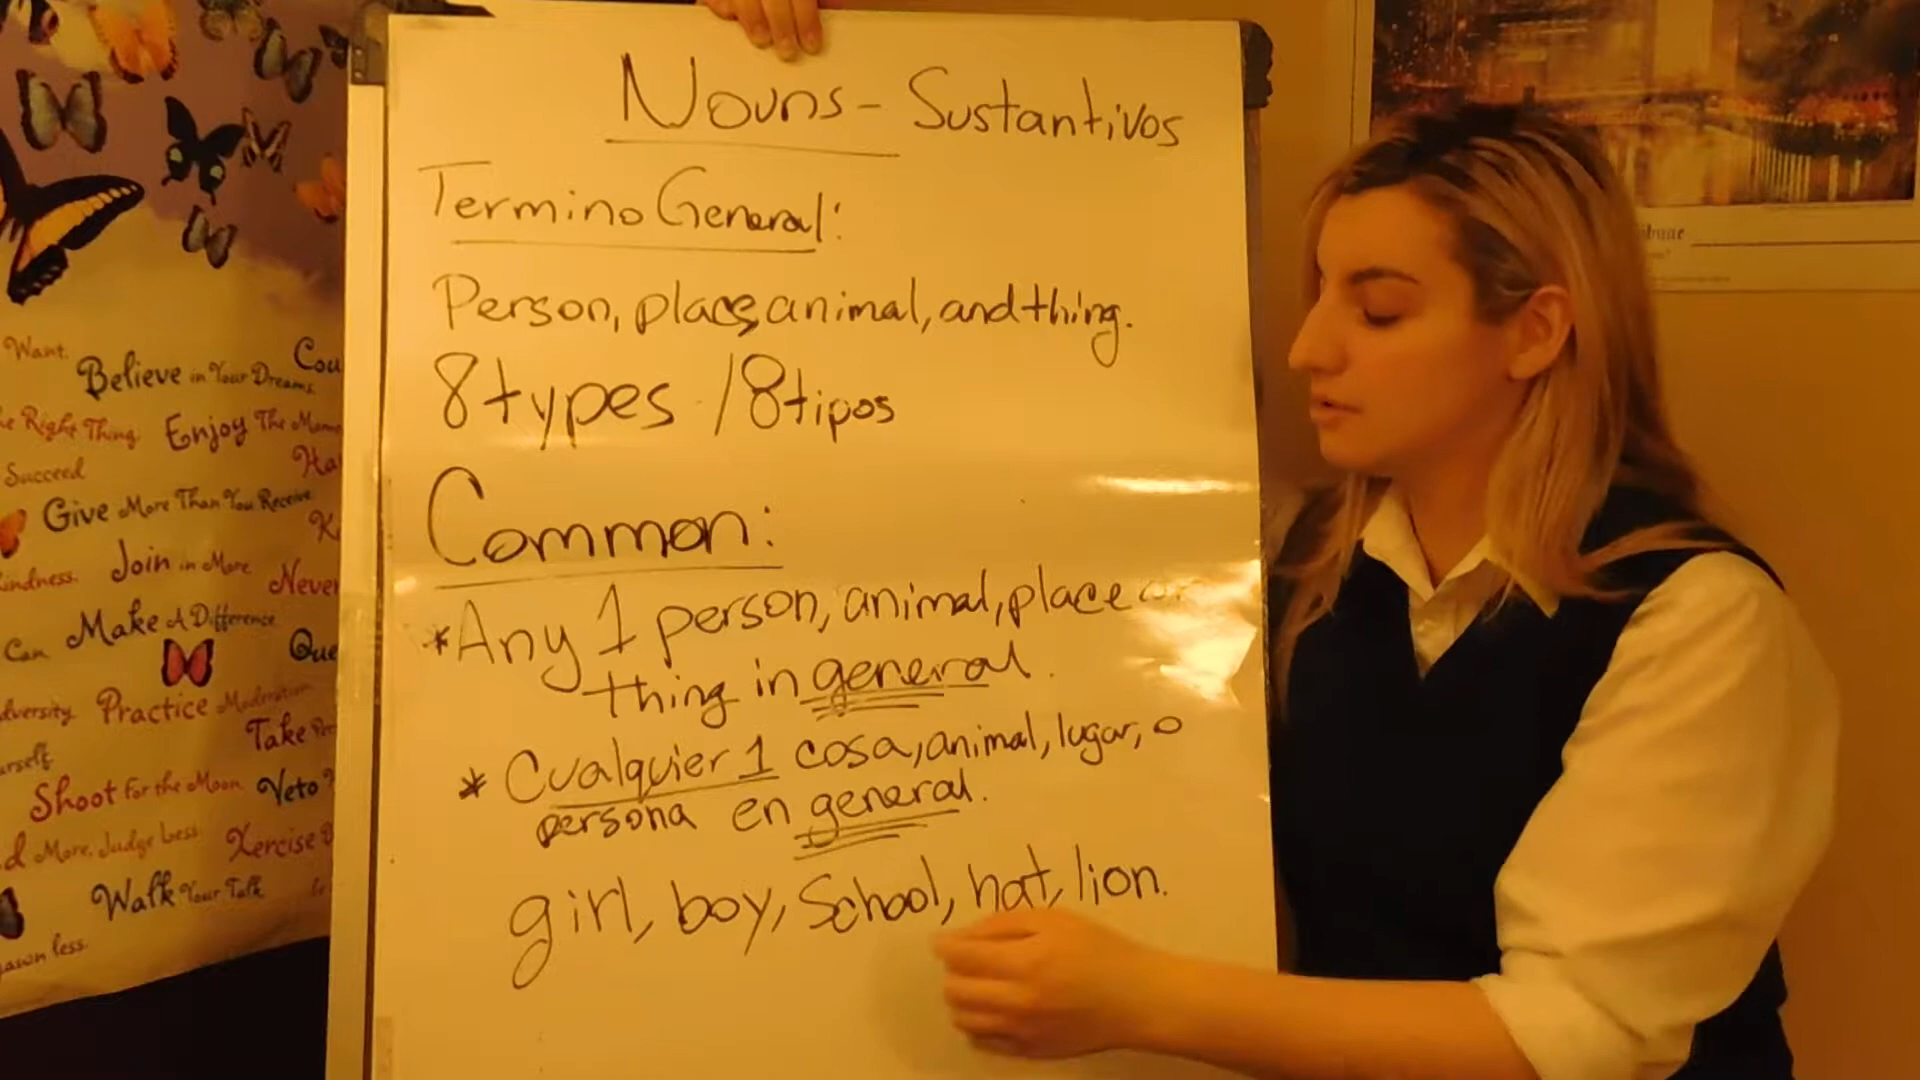 Nouns - Sustantivos
Termino General:
Person, place, animal, and thing.
8 types / 8 tipos
Common:
*Any 1 person, animal, place or
thing in general.
* Cualquier 1 cosa, animal, lugar, o
persona en general.
girl, boy, School, hat, lion.
Want.
Believe in Your Dreams.
Right Thing.
Enjoy The
Succeed
Give More Than You Receive
Join in More
Never
Can Make A Difference
Practice Moderation
Take
Shoot For the Moon. Veto
More, Judge Less. Xercise
Walk Your Talk
less.